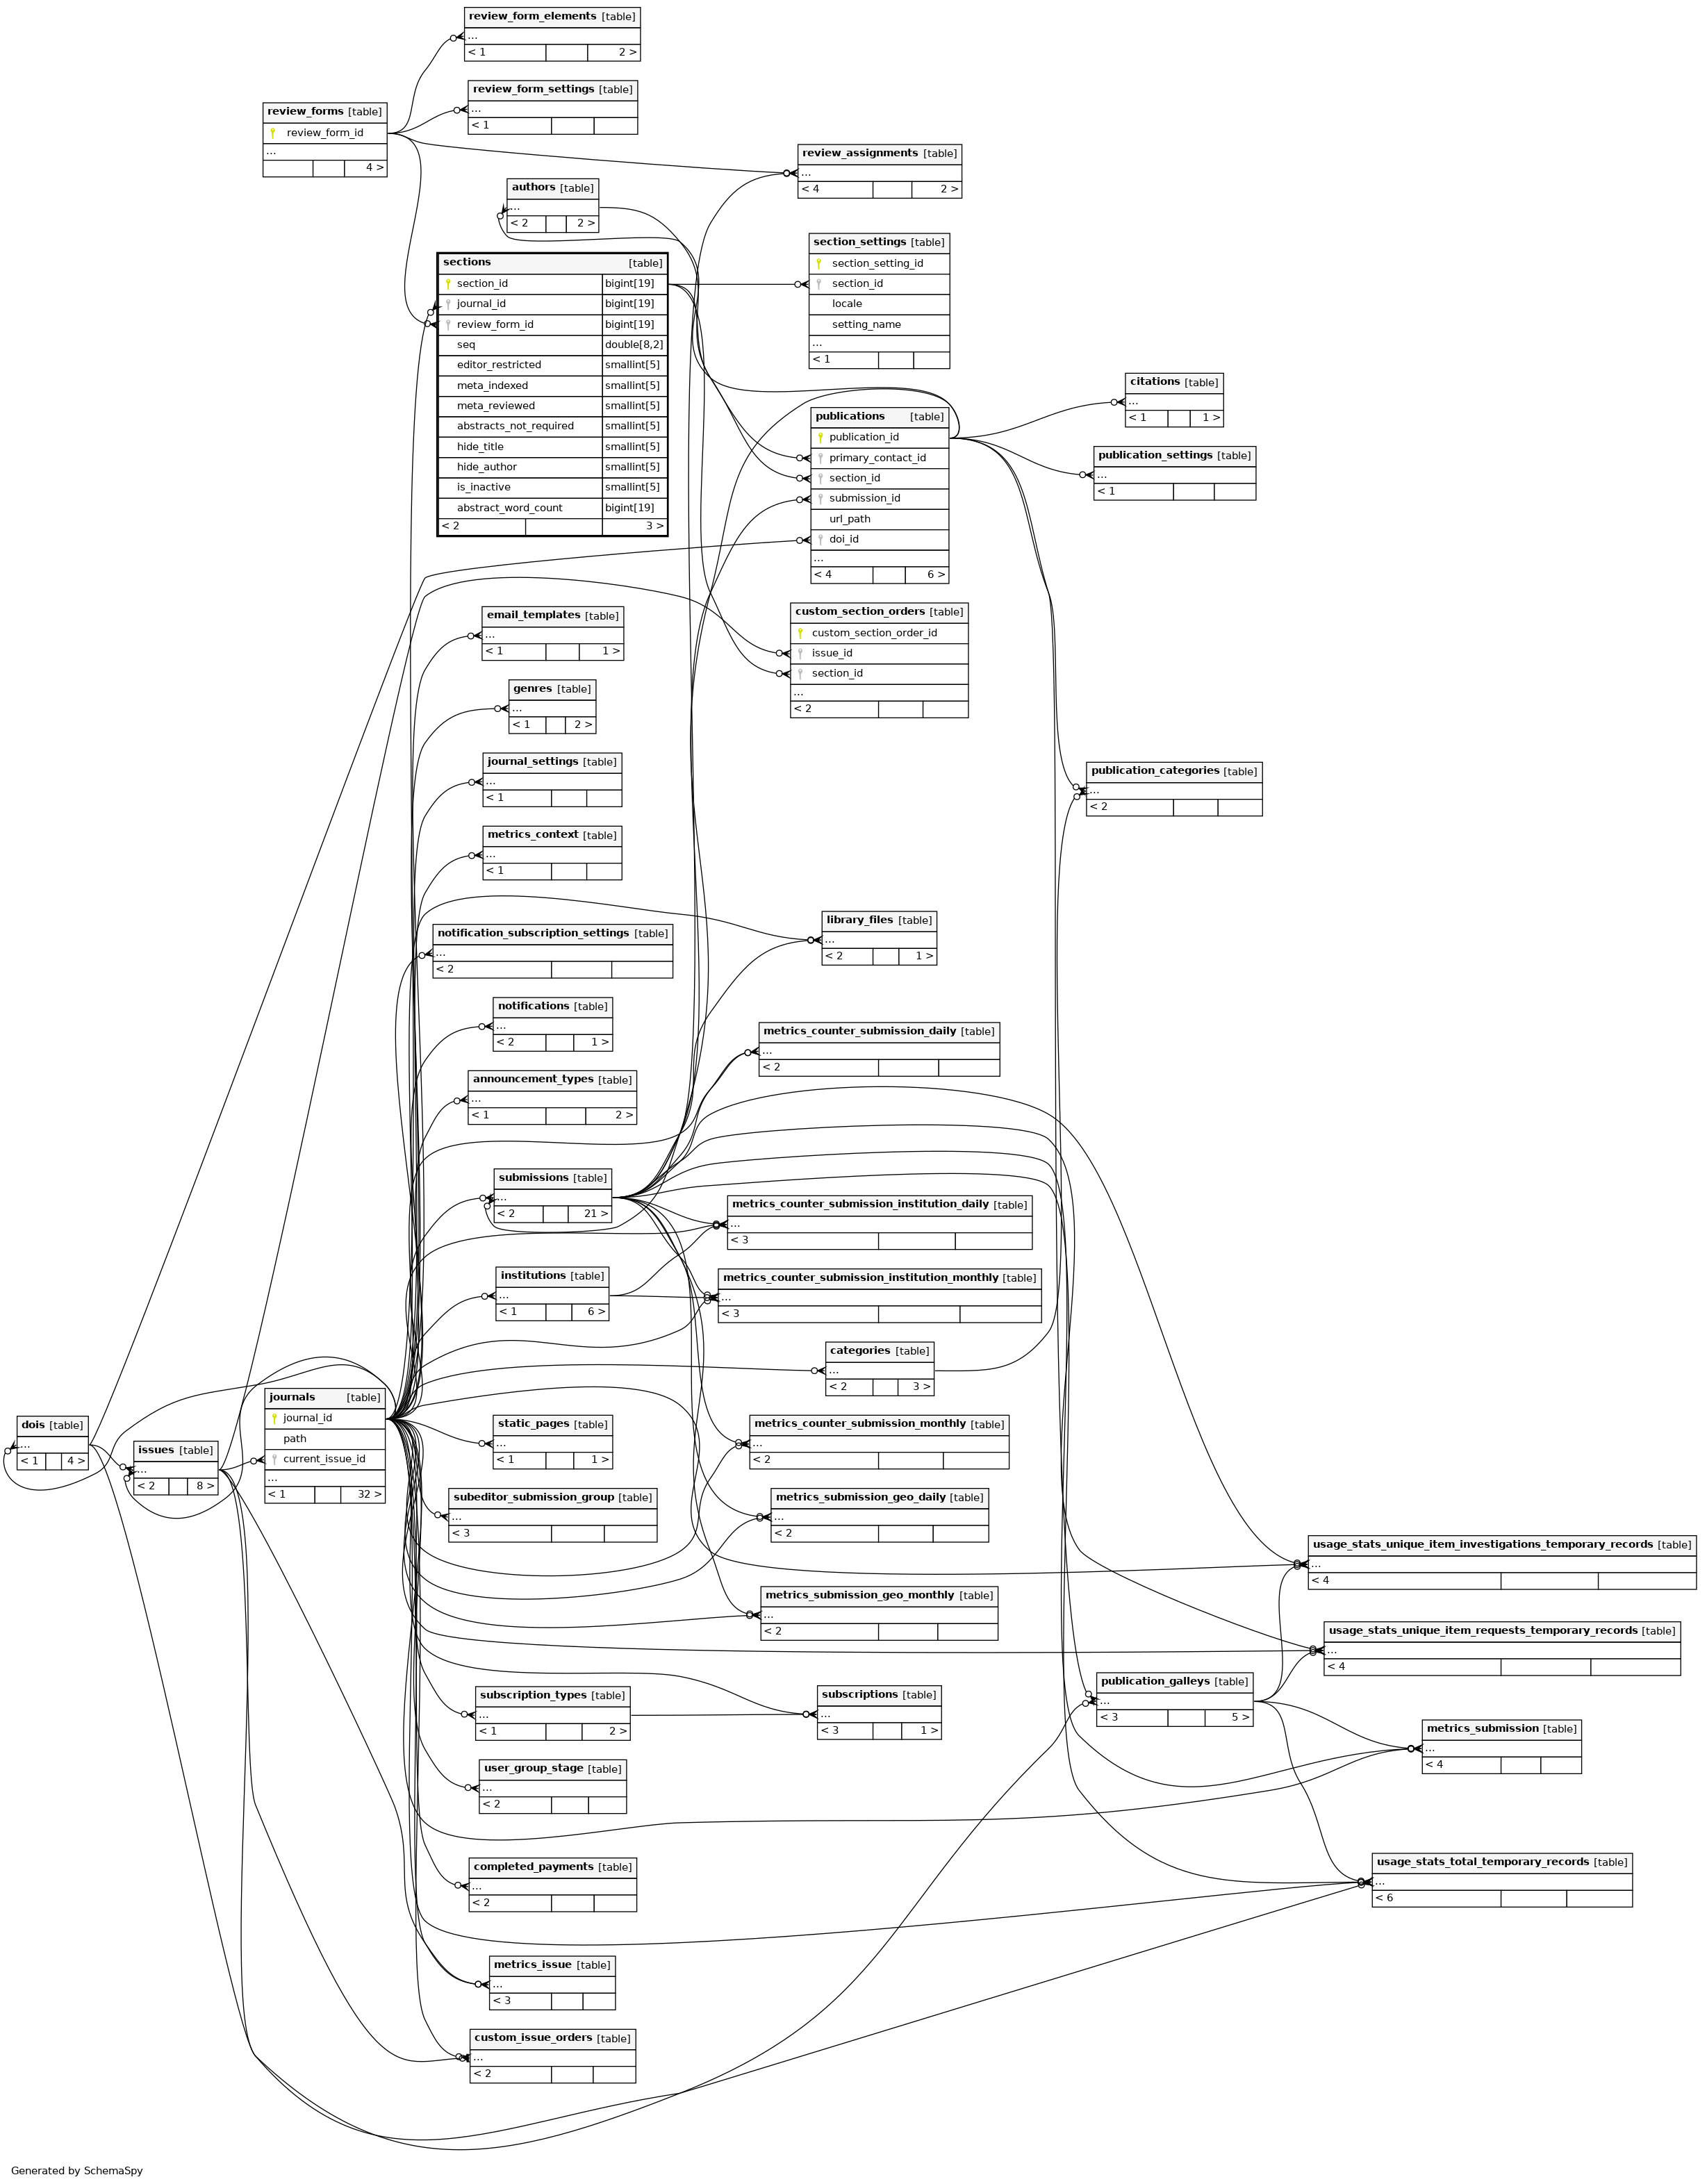 review_form_elements [table]
...
< 1 2 >
review_form_settings [table]
...
< 1
review_forms [table]
review_form_id
...
4 >
review_assignments [table]
...
< 4 2 >
authors [table]
...
< 2 2 >
section_settings [table]
section_setting_id
section_id
locale
setting_name
...
< 1
sections [table]
section_id bigint[19]
journal_id bigint[19]
review_form_id bigint[19]
seq double[8,2]
editor_restricted smallint[5]
meta_indexed smallint[5]
meta_reviewed smallint[5]
abstracts_not_required smallint[5]
hide_title smallint[5]
hide_author smallint[5]
is_inactive smallint[5]
abstract_word_count bigint[19]
< 2 3 >
citations [table]
...
< 1 1 >
publications [table]
publication_id
primary_contact_id
section_id
submission_id
url_path
doi_id
...
< 4 6 >
publication_settings [table]
...
< 1
custom_section_orders [table]
custom_section_order_id
issue_id
section_id
...
< 2
email_templates [table]
...
< 1 1 >
genres [table]
...
< 1 2 >
journal_settings [table]
...
< 1
publication_categories [table]
...
< 2
metrics_context [table]
...
< 1
library_files [table]
...
< 2 1 >
notification_subscription_settings [table]
...
< 2
notifications [table]
...
< 2 1 >
metrics_counter_submission_daily [table]
...
< 2
announcement_types [table]
...
< 1 2 >
submissions [table]
...
< 2 21 >
metrics_counter_submission_institution_daily [table]
...
< 3
institutions [table]
...
< 1 6 >
metrics_counter_submission_institution_monthly [table]
...
< 3
categories [table]
...
< 2 3 >
journals [table]
journal_id
path
current_issue_id
...
< 1 32 >
dois [table]
...
< 1 4 >
issues [table]
...
< 2 8 >
static_pages [table]
...
< 1 1 >
metrics_counter_submission_monthly [table]
...
< 2
subeditor_submission_group [table]
...
< 3
metrics_submission_geo_daily [table]
...
< 2
usage_stats_unique_item_investigations_temporary_records [table]
...
< 4
metrics_submission_geo_monthly [table]
...
< 2
usage_stats_unique_item_requests_temporary_records [table]
...
< 4
publication_galleys [table]
...
< 3 5 >
subscription_types [table]
...
< 1 2 >
subscriptions [table]
...
< 3 1 >
metrics_submission [table]
...
< 4
user_group_stage [table]
...
< 2
usage_stats_total_temporary_records [table]
...
< 6
completed_payments [table]
...
< 2
metrics_issue [table]
...
< 3
custom_issue_orders [table]
...
< 2
Generated by SchemaSpy